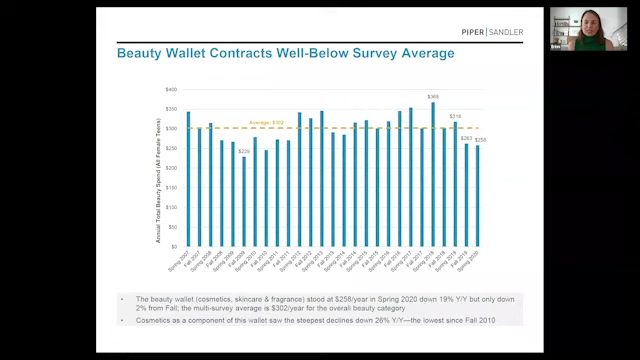 PIPER|SANDLER
Beauty Wallet Contracts Well-Below Survey Average
Annual Total Beauty Spend (All Female Teens)
$400
$350
$300
$250
$200
$150
$100
$50
$0
Average: $302
$229
$368
$318
$263
$258
Spring 2007
Fall 2007
Spring 2008
Fall 2008
Spring 2009
Fall 2009
Spring 2010
Fall 2010
Spring 2011
Fall 2011
Spring 2012
Fall 2012
Spring 2013
Fall 2013
Spring 2014
Fall 2014
Spring 2015
Fall 2015
Spring 2016
Fall 2016
Spring 2017
Fall 2017
Spring 2018
Fall 2018
Spring 2019
Fall 2019
Spring 2020
• The beauty wallet (cosmetics, skincare & fragrance) stood at $258/year in Spring 2020 down 19% Y/Y but only down
2% from Fall; the multi-survey average is $302/year for the overall beauty category
• Cosmetics as a component of this wallet saw the steepest declines down 26% Y/Y—the lowest since Fall 2010